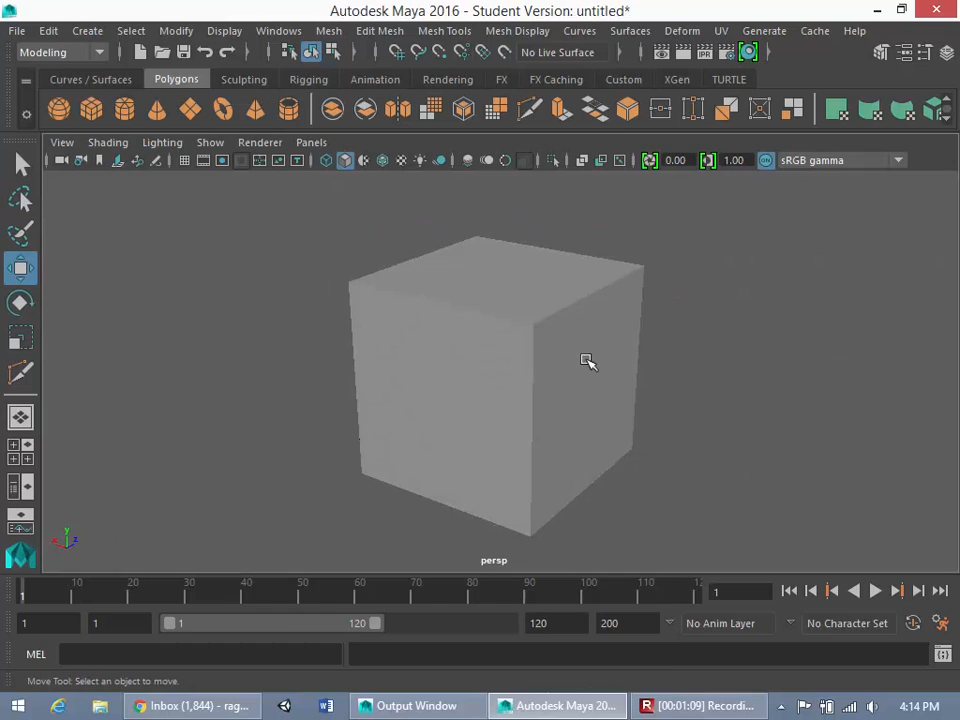 Autodesk Maya 2016 - Student Version: untitled*
File Edit Create Select Modify Display Windows Mesh Edit Mesh Mesh Tools Mesh Display Curves Surfaces Deform UV Generate Cache Help
Modeling No Live Surface
Curves / Surfaces Polygons Sculpting Rigging Animation Rendering FX FX Caching Custom XGen TURTLE
View Shading Lighting Show Renderer Panels
0.00 1.00 ON sRGB gamma
y
x z
persp
1 10 20 30 40 50 60 70 80 90 100 110 1
1 1 1 120 120 200 No Anim Layer No Character Set
MEL
Move Tool: Select an object to move.
Inbox (1,844) - rag... Output Window Autodesk Maya 20... [00:01:09] Recordi... 4:14 PM